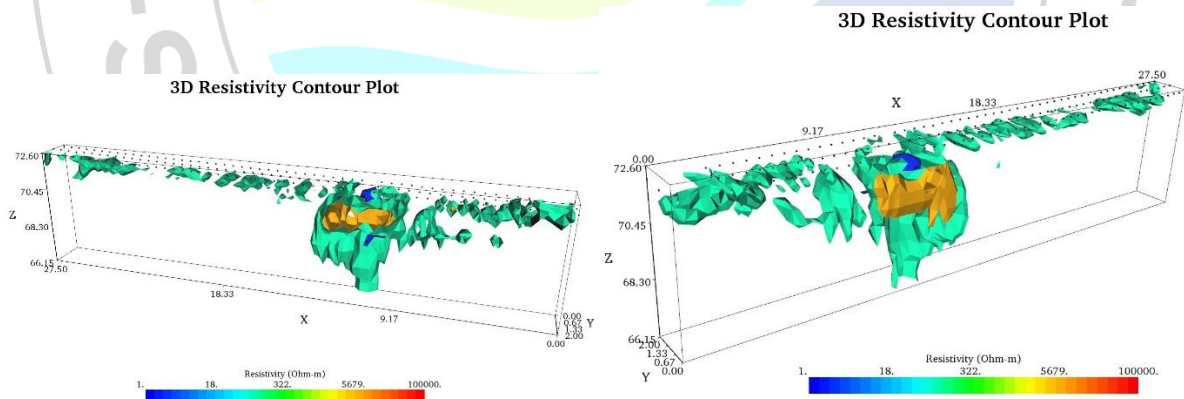 3D Resistivity Contour Plot
72.60
70.45
Z
68.30
66.15
27.50
18.33
X
9.17
0.00
0.67
1.33
2.00
Y
0.00
Resistivity (Ohm-m)
1. 18. 322. 5679. 100000.
3D Resistivity Contour Plot
27.50
X
18.33
9.17
0.00
72.60
70.45
Z
68.30
66.15
2.00
1.33
0.67
Y
0.00
Resistivity (Ohm-m)
1. 18. 322. 5679. 100000.